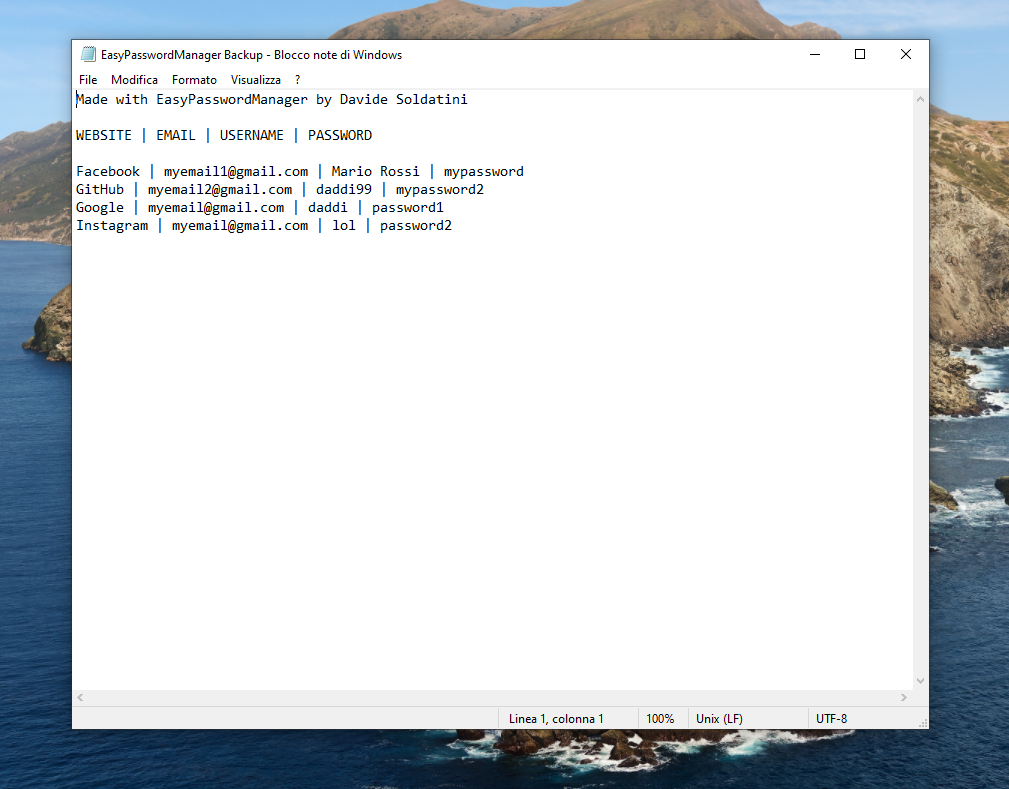 EasyPasswordManager Backup - Blocco note di Windows
File Modifica Formato Visualizza ?
Made with EasyPasswordManager by Davide Soldatini
WEBSITE | EMAIL | USERNAME | PASSWORD
Facebook | myemail1@gmail.com | Mario Rossi | mypassword
GitHub | myemail2@gmail.com | daddi99 | mypassword2
Google | myemail@gmail.com | daddi | password1
Instagram | myemail@gmail.com | lol | password2
Linea 1, colonna 1 100% Unix (LF) UTF-8